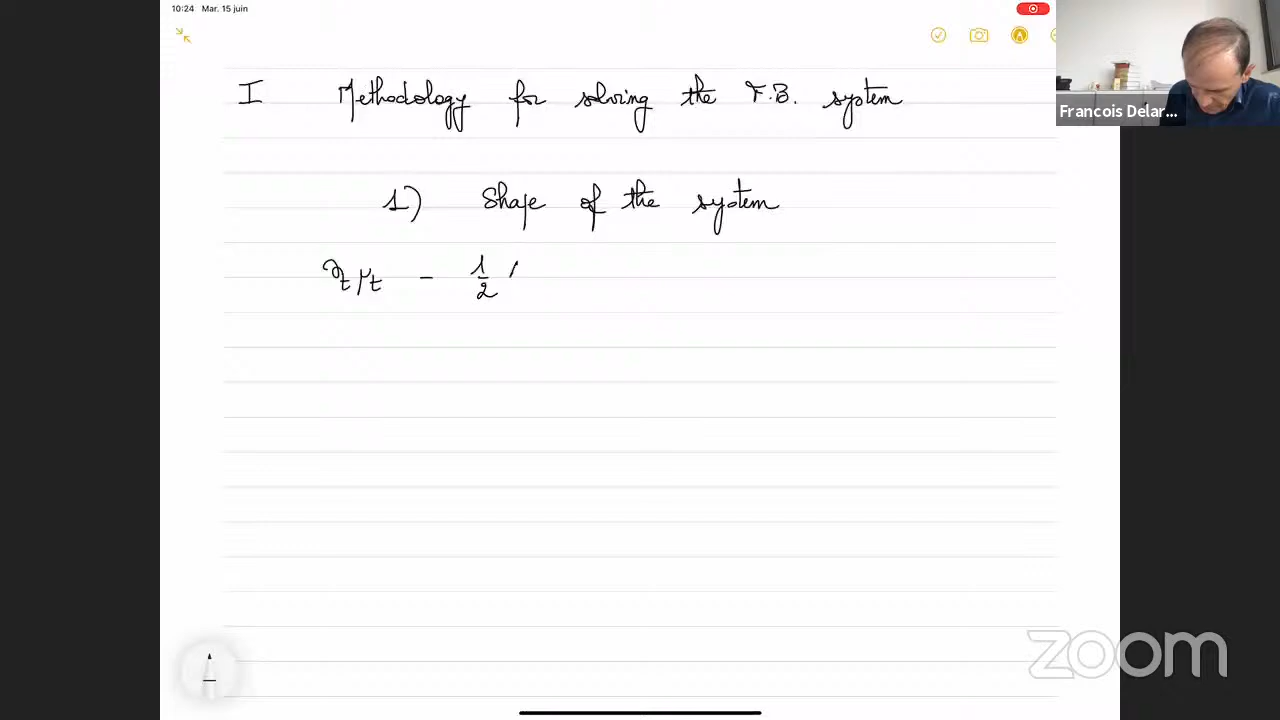 10:24 Mar. 15 juin
I Methodology for solving the F.B. system
1) Shape of the system
∂t μt - 1/2
Francois Delar...
zoom